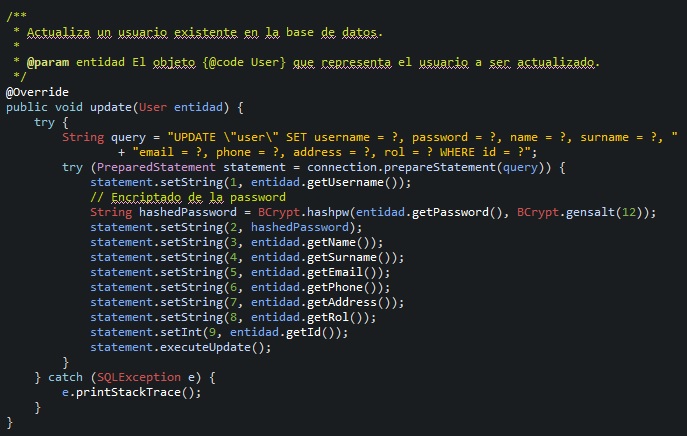 /**
 * Actualiza un usuario existente en la base de datos.
 *
 * @param entidad El objeto {@code User} que representa el usuario a ser actualizado.
 */
@Override
public void update(User entidad) {
    try {
        String query = "UPDATE \"user\" SET username = ?, password = ?, name = ?, surname = ?, "
                + "email = ?, phone = ?, address = ?, rol = ? WHERE id = ?";
        try (PreparedStatement statement = connection.prepareStatement(query)) {
            statement.setString(1, entidad.getUsername());
            // Encriptado de la password
            String hashedPassword = BCrypt.hashpw(entidad.getPassword(), BCrypt.gensalt(12));
            statement.setString(2, hashedPassword);
            statement.setString(3, entidad.getName());
            statement.setString(4, entidad.getSurname());
            statement.setString(5, entidad.getEmail());
            statement.setString(6, entidad.getPhone());
            statement.setString(7, entidad.getAddress());
            statement.setString(8, entidad.getRol());
            statement.setInt(9, entidad.getId());
            statement.executeUpdate();
        }
    } catch (SQLException e) {
        e.printStackTrace();
    }
}